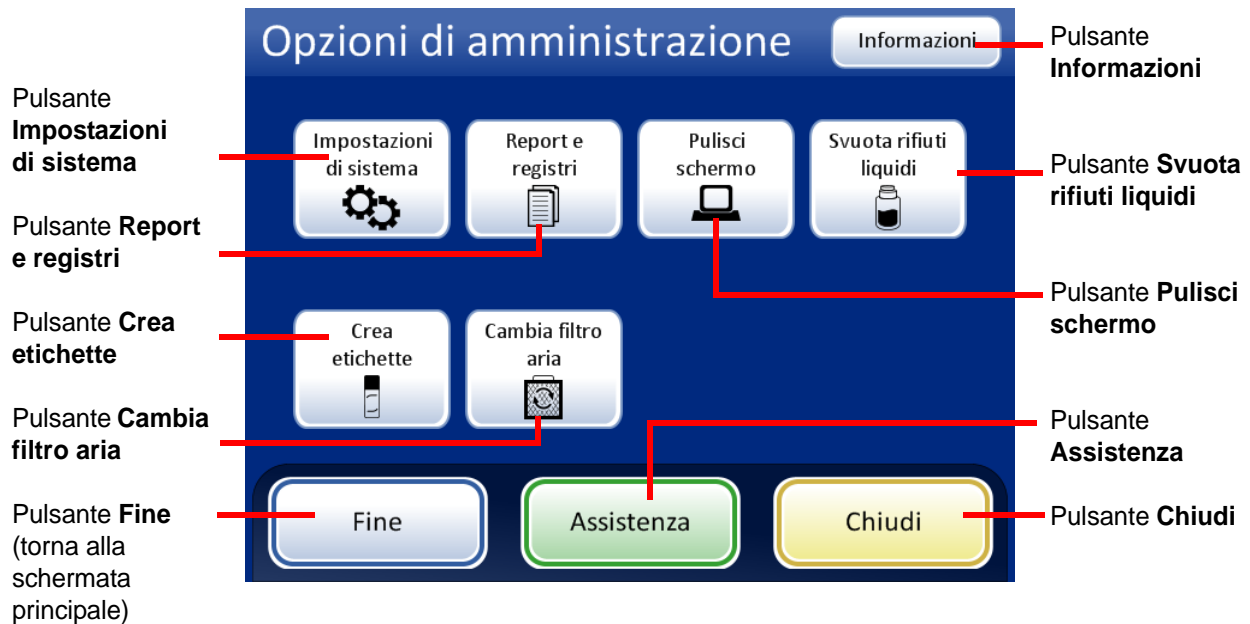 Opzioni di amministrazione
Informazioni
Pulsante
Informazioni
Pulsante
Impostazioni
di sistema
Impostazioni
di sistema
Report e
registri
Pulisci
schermo
Svuota rifiuti
liquidi
Pulsante Svuota
rifiuti liquidi
Pulsante Report
e registri
Pulsante Pulisci
schermo
Pulsante Crea
etichette
Crea
etichette
Cambia filtro
aria
Pulsante Cambia
filtro aria
Pulsante
Assistenza
Pulsante Fine
(torna alla
schermata
principale)
Fine
Assistenza
Chiudi
Pulsante Chiudi